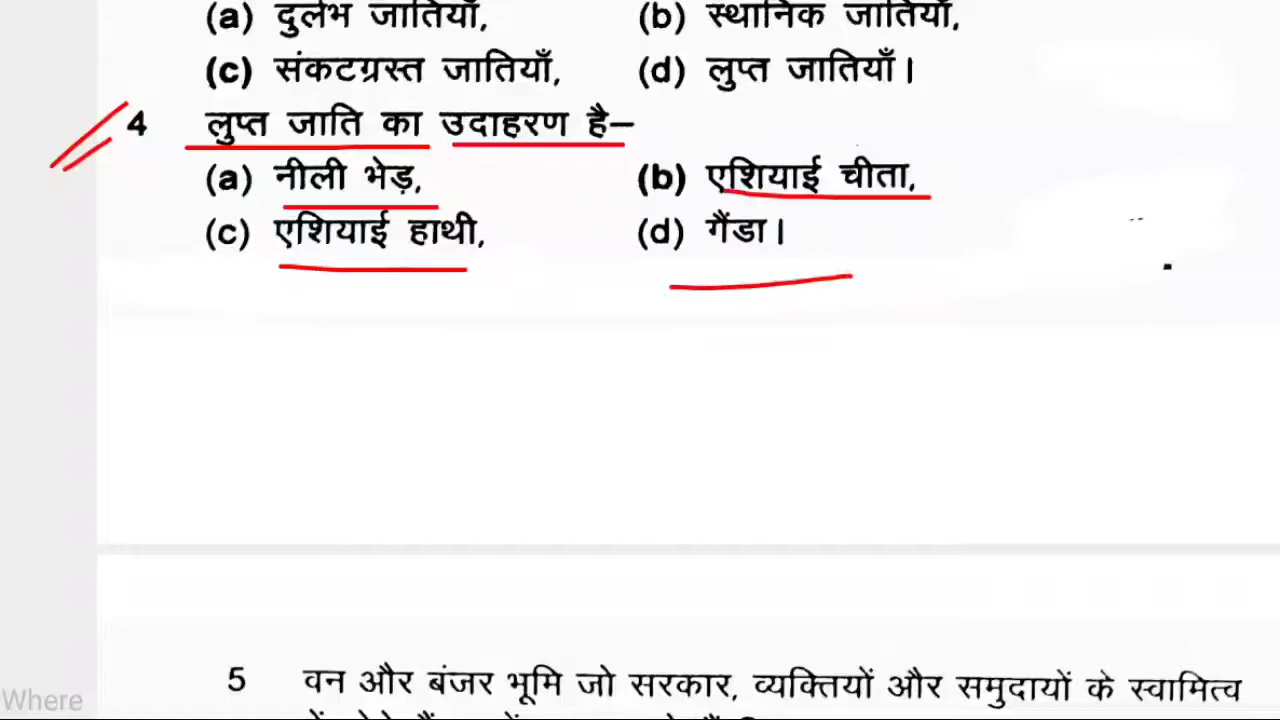 (a) दुर्लभ जातियाँ, (b) स्थानिक जातियाँ,
(c) संकटग्रस्त जातियाँ, (d) लुप्त जातियाँ।
4 लुप्त जाति का उदाहरण है–
(a) नीली भेड़, (b) एशियाई चीता,
(c) एशियाई हाथी, (d) गैंडा।
5 वन और बंजर भूमि जो सरकार, व्यक्तियों और समुदायों के स्वामित्व
Where